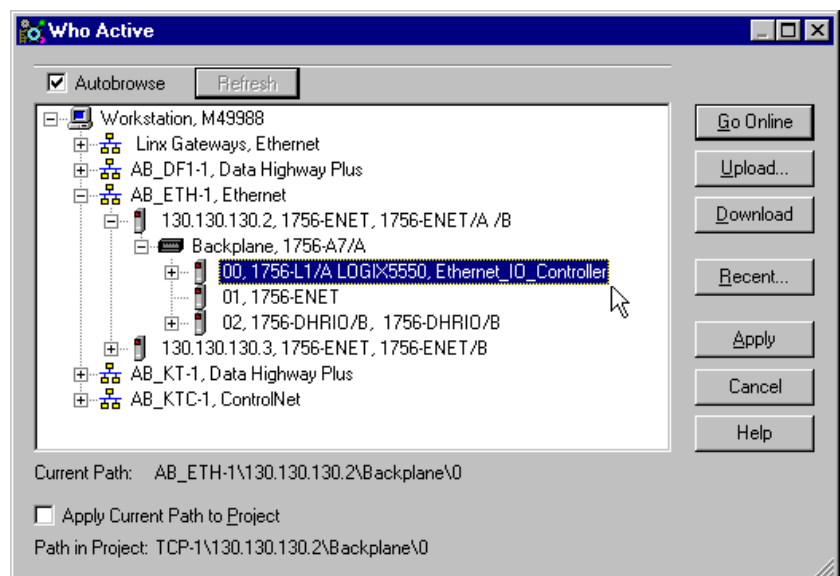 Who Active
Autobrowse Refresh
Workstation, M49988
Linx Gateways, Ethernet
AB_DF1-1, Data Highway Plus
AB_ETH-1, Ethernet
130.130.130.2, 1756-ENET, 1756-ENET/A /B
Backplane, 1756-A7/A
00, 1756-L1/A LOGIX5550, Ethernet_IO_Controller
01, 1756-ENET
02, 1756-DHRIO/B, 1756-DHRIO/B
130.130.130.3, 1756-ENET, 1756-ENET/B
AB_KT-1, Data Highway Plus
AB_KTC-1, ControlNet
Go Online
Upload...
Download
Recent...
Apply
Cancel
Help
Current Path: AB_ETH-1\130.130.130.2\Backplane\0
Apply Current Path to Project
Path in Project: TCP-1\130.130.130.2\Backplane\0